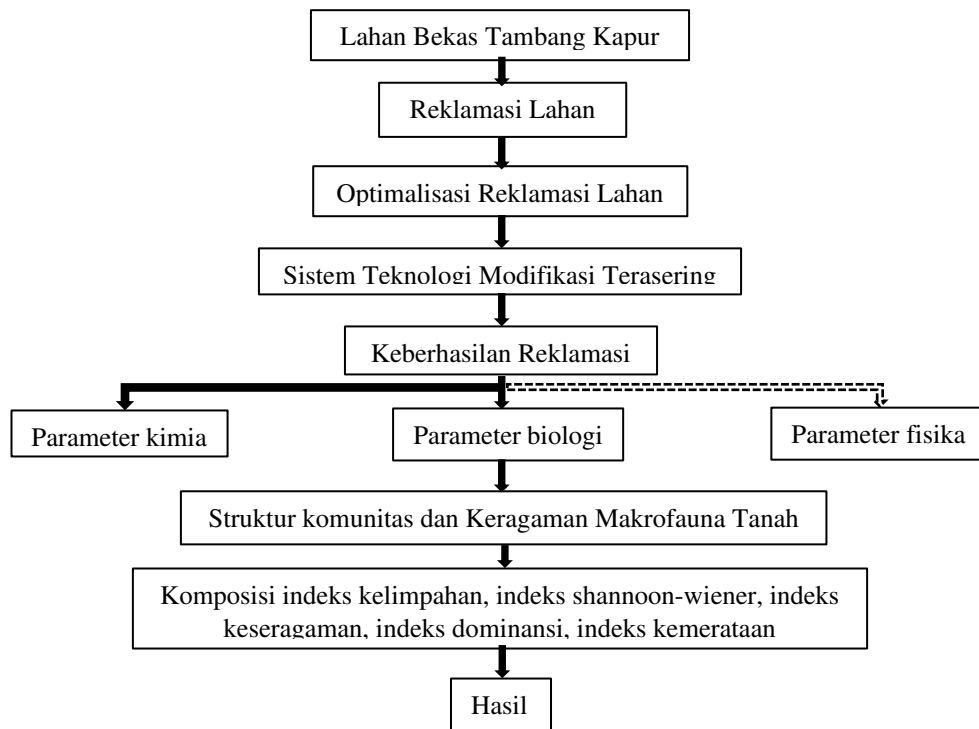 Lahan Bekas Tambang Kapur
Reklamasi Lahan
Optimalisasi Reklamasi Lahan
Sistem Teknologi Modifikasi Terasering
Keberhasilan Reklamasi
Parameter kimia
Parameter biologi
Parameter fisika
Struktur komunitas dan Keragaman Makrofauna Tanah
Komposisi indeks kelimpahan, indeks shannoon-wiener, indeks
keseragaman, indeks dominansi, indeks kemerataan
Hasil